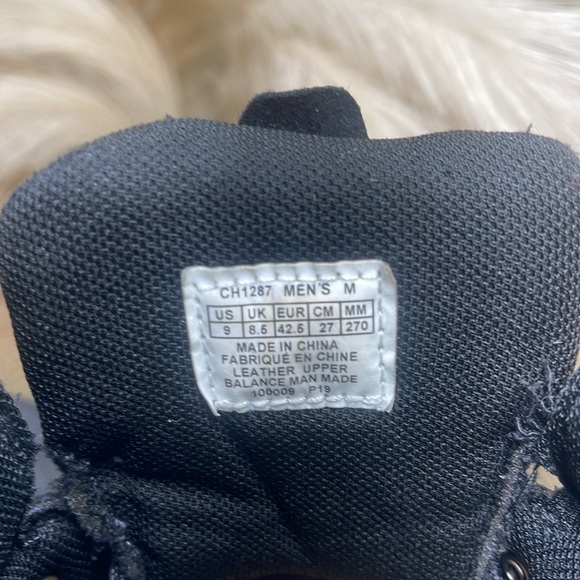 CH1287 MEN'S M
US UK EUR CM MM
9 8.5 42.5 27 270
MADE IN CHINA
FABRIQUÉ EN CHINE
LEATHER UPPER
BALANCE MAN MADE
100009 P19